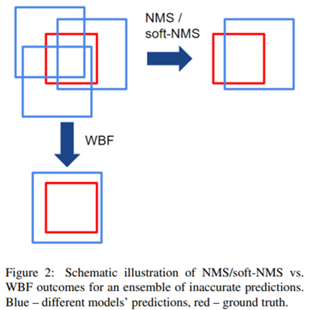 NMS /
soft-NMS
WBF
Figure 2: Schematic illustration of NMS/soft-NMS vs.
WBF outcomes for an ensemble of inaccurate predictions.
Blue – different models’ predictions, red – ground truth.